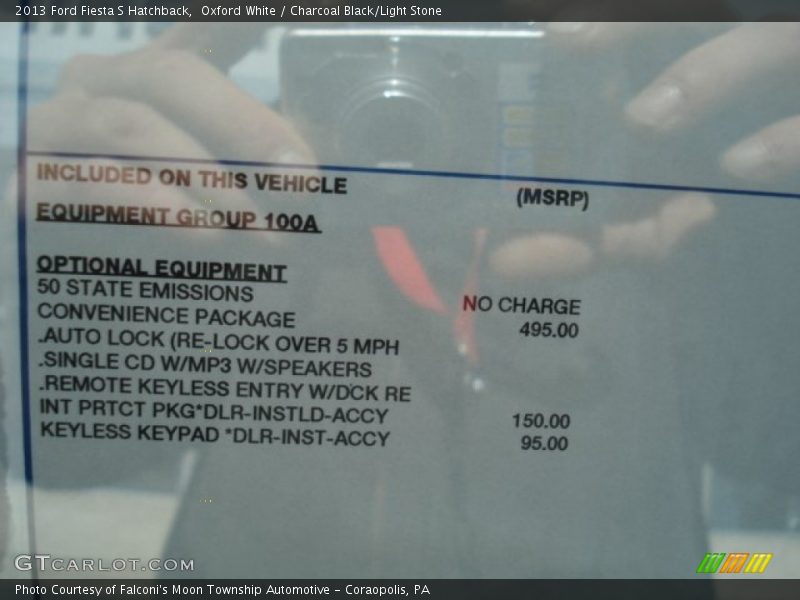 2013 Ford Fiesta S Hatchback,  Oxford White / Charcoal Black/Light Stone
INCLUDED ON THIS VEHICLE (MSRP)
EQUIPMENT GROUP 100A
OPTIONAL EQUIPMENT
50 STATE EMISSIONS NO CHARGE
CONVENIENCE PACKAGE 495.00
.AUTO LOCK (RE-LOCK OVER 5 MPH
.SINGLE CD W/MP3 W/SPEAKERS
.REMOTE KEYLESS ENTRY W/DCK RE
INT PRTCT PKG*DLR-INSTLD-ACCY 150.00
KEYLESS KEYPAD *DLR-INST-ACCY 95.00
GTCARLOT.COM
Photo Courtesy of Falconi's Moon Township Automotive - Coraopolis, PA